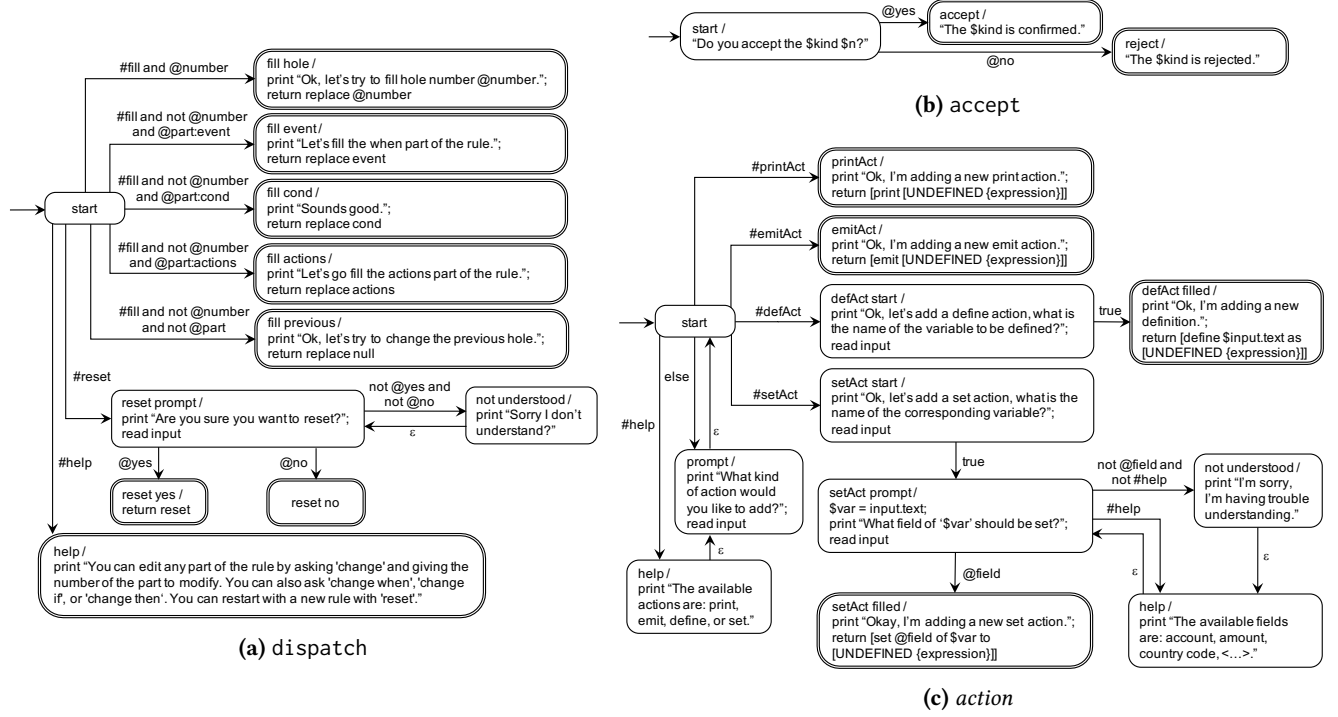 #fill and @number
fill hole /
print “Ok, let’s try to fill hole number @number.”;
return replace @number
#fill and not @number
and @part:event
fill event /
print “Let’s fill the when part of the rule.”;
return replace event
#fill and not @number
and @part:cond
fill cond /
print “Sounds good.”;
return replace cond
start
#fill and not @number
and @part:actions
fill actions /
print “Let’s go fill the actions part of the rule.”;
return replace actions
#fill and not @number
and not @part
fill previous /
print “Ok, let’s try to change the previous hole.”;
return replace null
#reset
reset prompt /
print “Are you sure you want to reset?”;
read input
not @yes and
not @no
ε
not understood /
print “Sorry I don’t
understand?”
#help
@yes
@no
reset yes /
return reset
reset no
help /
print “You can edit any part of the rule by asking 'change' and giving the
number of the part to modify. You can also ask 'change when', 'change
if', or 'change then‘. You can restart with a new rule with 'reset'.”
(a) dispatch
start /
“Do you accept the $kind $n?”
@yes
accept /
“The $kind is confirmed.”
@no
reject /
“The $kind is rejected.”
(b) accept
#printAct
printAct /
print “Ok, I’m adding a new print action.”;
return [print [UNDEFINED {expression}]]
#emitAct
emitAct /
print “Ok, I’m adding a new emit action.”;
return [emit [UNDEFINED {expression}]]
start
#defAct
defAct start /
print “Ok, let’s add a define action, what is
the name of the variable to be defined?”;
read input
true
defAct filled /
print “Ok, I’m adding a new
definition.”;
return [define $input.text as
[UNDEFINED {expression}]]
else
#setAct
setAct start /
print “Ok, let’s add a set action, what is the
name of the corresponding variable?”;
read input
#help
ε
true
prompt /
print “What kind
of action would
you like to add?”;
read input
ε
help /
print “The available
actions are: print,
emit, define, or set.”
setAct prompt /
$var = input.text;
print “What field of ‘$var’ should be set?”;
read input
not @field and
not #help
not understood /
print “I’m sorry,
I’m having trouble
understanding.”
#help
ε
ε
@field
setAct filled /
print “Okay, I’m adding a new set action.”;
return [set @field of $var to
[UNDEFINED {expression}]]
help /
print “The available fields
are: account, amount,
country code, <...>.”
(c) action